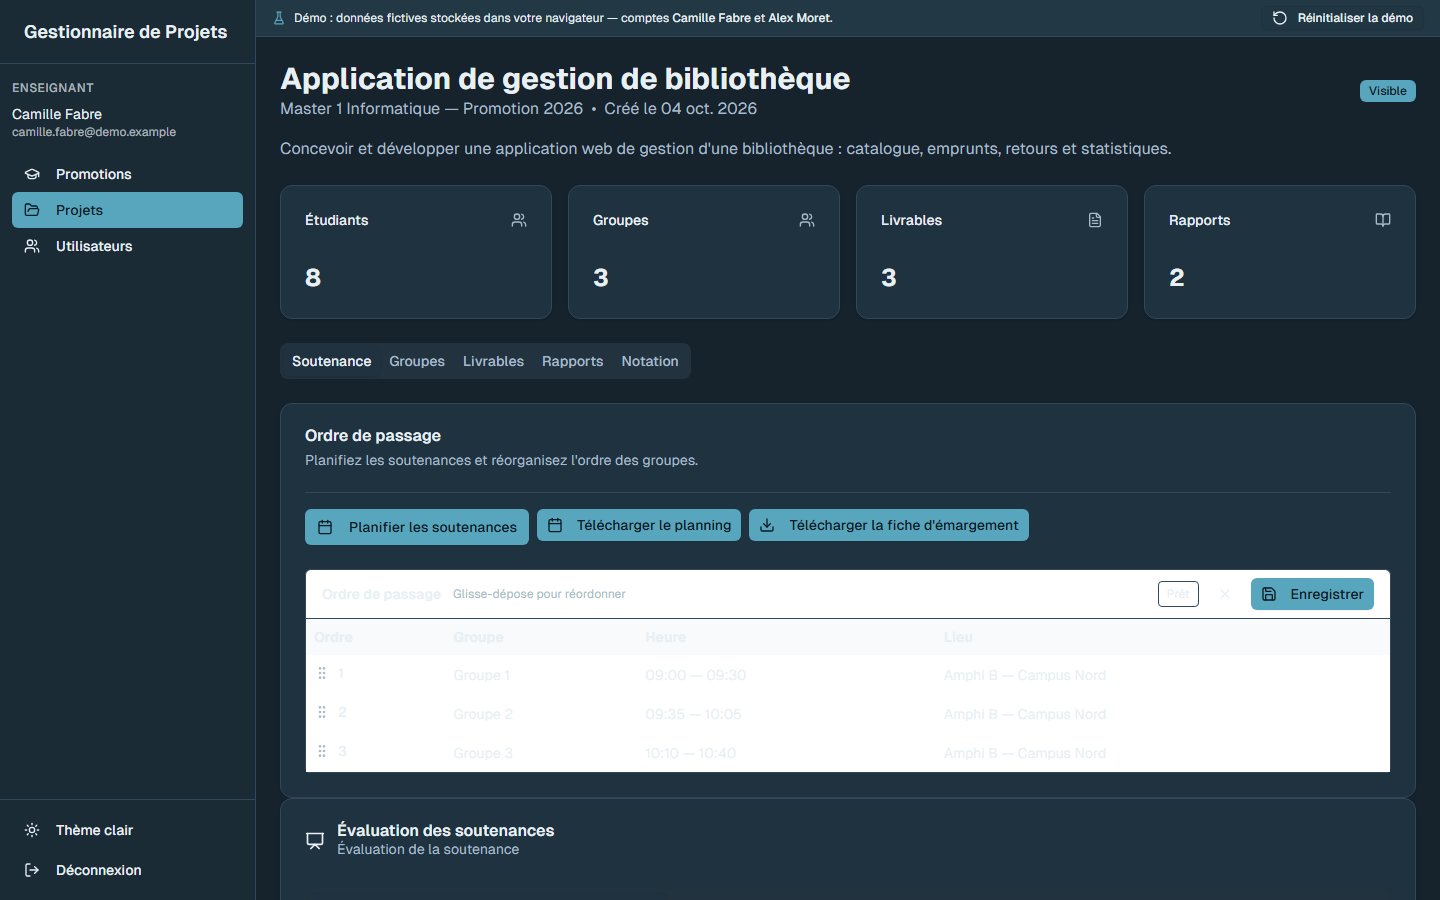 Gestionnaire de Projets
ENSEIGNANT
Camille Fabre
camille.fabre@demo.example
Promotions
Projets
Utilisateurs
Thème clair
Déconnexion
Démo : données fictives stockées dans votre navigateur — comptes Camille Fabre et Alex Moret.
Réinitialiser la démo
Application de gestion de bibliothèque
Master 1 Informatique — Promotion 2026 • Créé le 04 oct. 2026
Visible
Concevoir et développer une application web de gestion d'une bibliothèque : catalogue, emprunts, retours et statistiques.
Étudiants
8
Groupes
3
Livrables
3
Rapports
2
Soutenance Groupes Livrables Rapports Notation
Ordre de passage
Planifiez les soutenances et réorganisez l'ordre des groupes.
Planifier les soutenances Télécharger le planning Télécharger la fiche d'émargement
Ordre de passage Glisse-dépose pour réordonner Prêt Enregistrer
Ordre Groupe Heure Lieu
1 Groupe 1 09:00 — 09:30 Amphi B — Campus Nord
2 Groupe 2 09:35 — 10:05 Amphi B — Campus Nord
3 Groupe 3 10:10 — 10:40 Amphi B — Campus Nord
Évaluation des soutenances
Évaluation de la soutenance